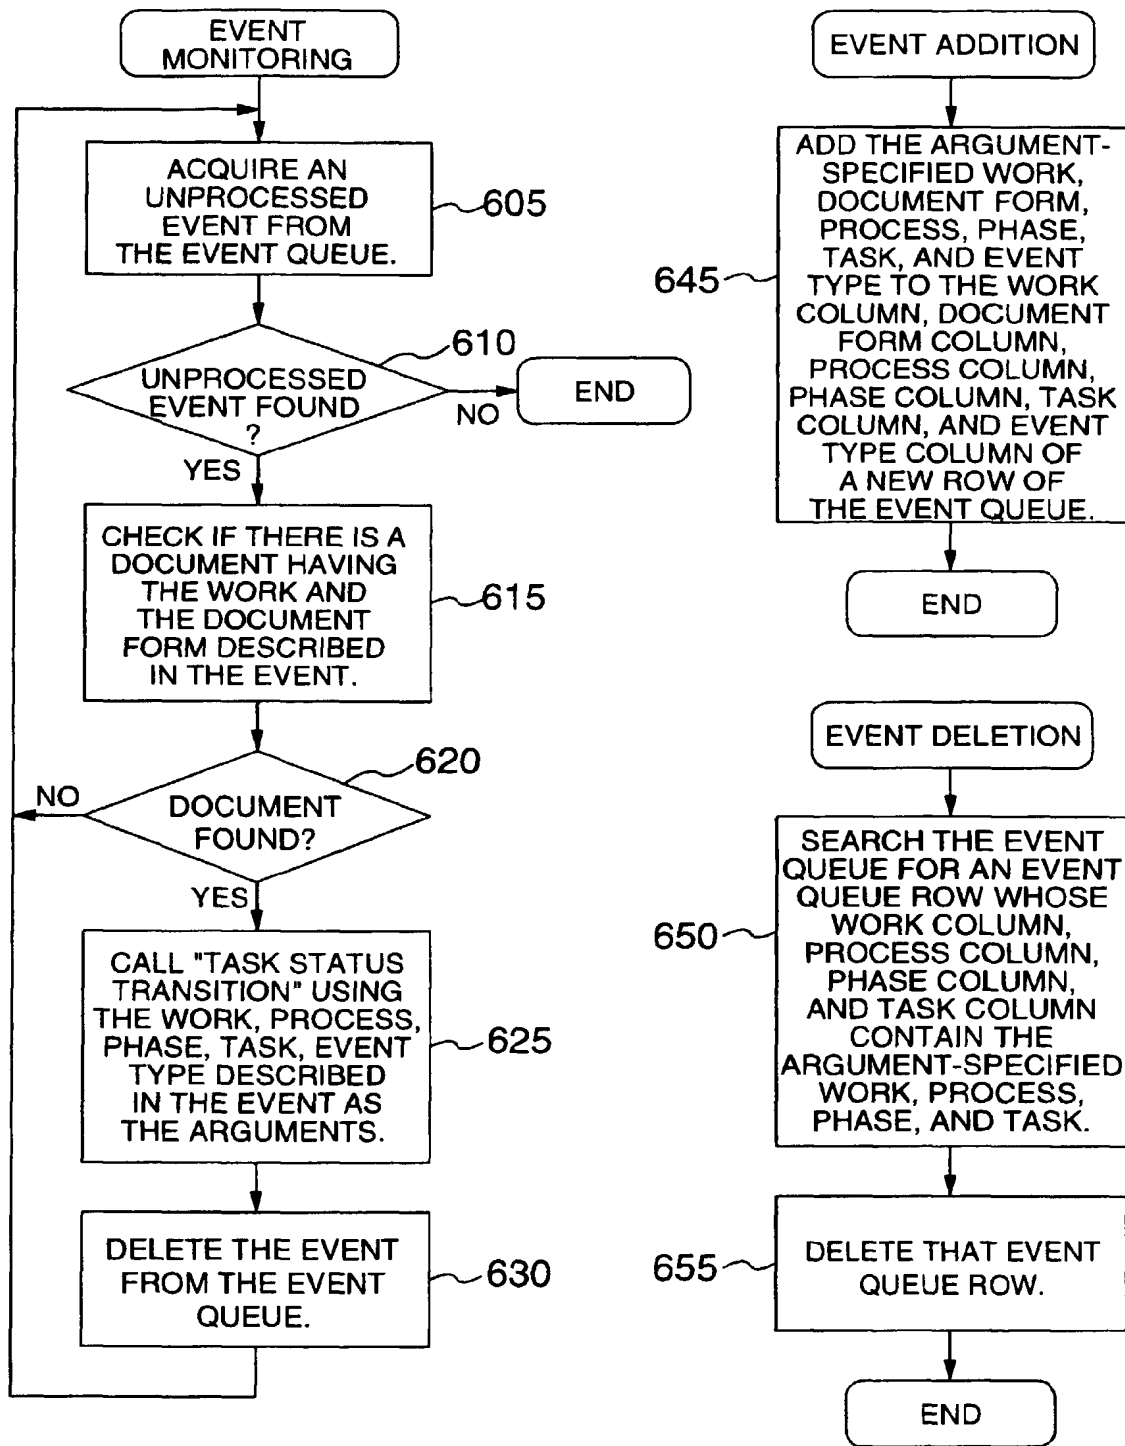 EVENT
MONITORING
ACQUIRE AN
UNPROCESSED
EVENT FROM
THE EVENT QUEUE.
605
610
UNPROCESSED
EVENT FOUND
?
NO
END
YES
CHECK IF THERE IS A
DOCUMENT HAVING
THE WORK AND
THE DOCUMENT
FORM DESCRIBED
IN THE EVENT.
615
620
DOCUMENT
FOUND?
NO
YES
CALL "TASK STATUS
TRANSITION" USING
THE WORK, PROCESS,
PHASE, TASK, EVENT
TYPE DESCRIBED
IN THE EVENT AS
THE ARGUMENTS.
625
DELETE THE EVENT
FROM THE EVENT
QUEUE.
630
EVENT ADDITION
ADD THE ARGUMENT-
SPECIFIED WORK,
DOCUMENT FORM,
PROCESS, PHASE,
TASK, AND EVENT
TYPE TO THE WORK
COLUMN, DOCUMENT
FORM COLUMN,
PROCESS COLUMN,
PHASE COLUMN, TASK
COLUMN, AND EVENT
TYPE COLUMN OF
A NEW ROW OF
THE EVENT QUEUE.
645
END
EVENT DELETION
SEARCH THE EVENT
QUEUE FOR AN EVENT
QUEUE ROW WHOSE
WORK COLUMN,
PROCESS COLUMN,
PHASE COLUMN,
AND TASK COLUMN
CONTAIN THE
ARGUMENT-SPECIFIED
WORK, PROCESS,
PHASE, AND TASK.
650
DELETE THAT EVENT
QUEUE ROW.
655
END